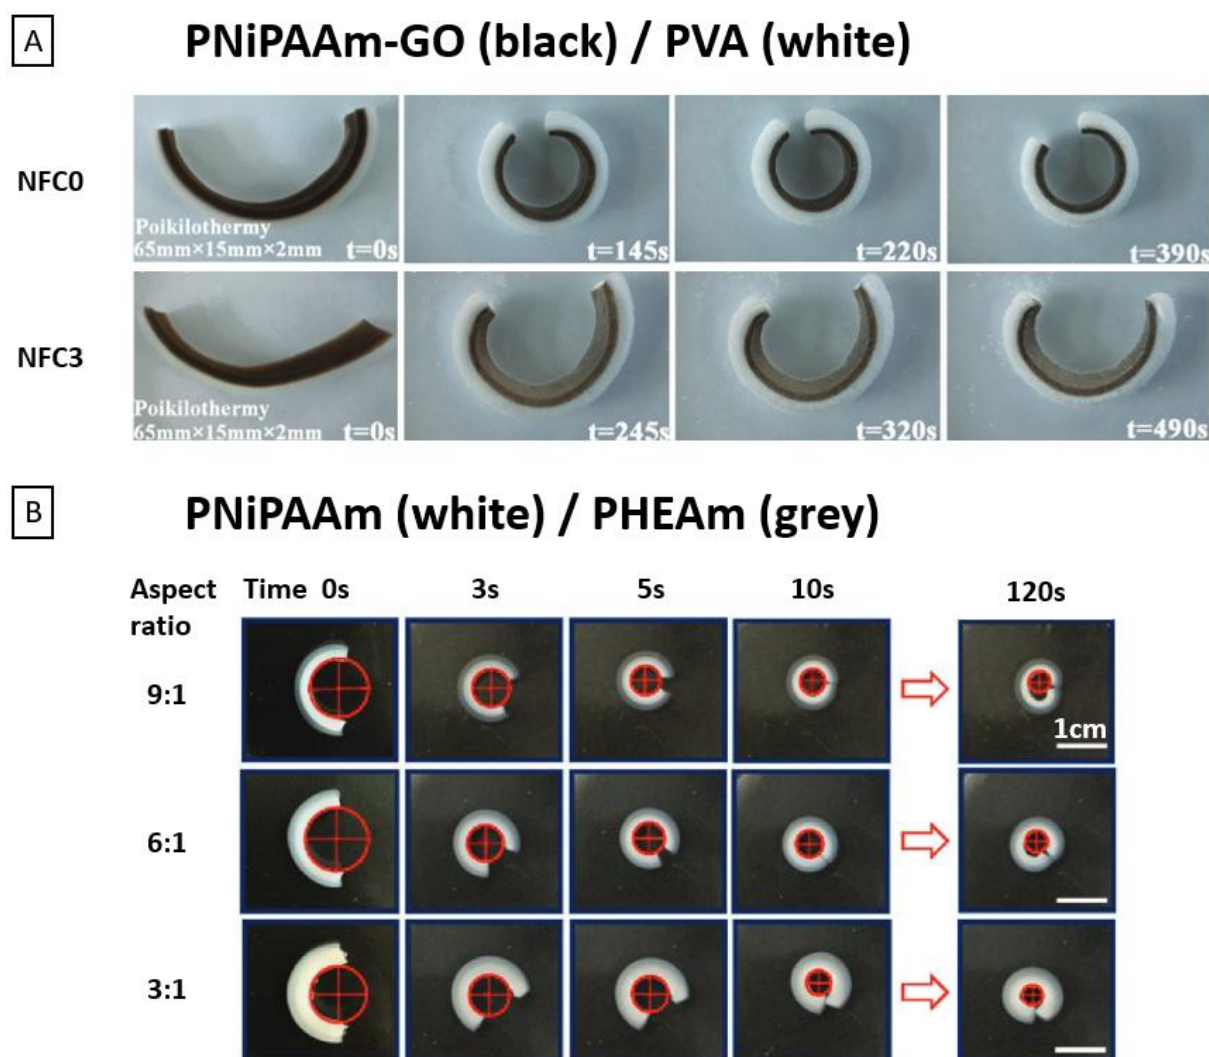 A
PNiPAAm-GO (black) / PVA (white)
NFC0
Poikilothermy
65mm×15mm×2mm t=0s
t=145s
t=220s
t=390s
NFC3
Poikilothermy
65mm×15mm×2mm t=0s
t=245s
t=320s
t=490s
B
PNiPAAm (white) / PHEAm (grey)
Aspect
ratio
Time 0s
3s
5s
10s
120s
9:1
1cm
6:1
3:1